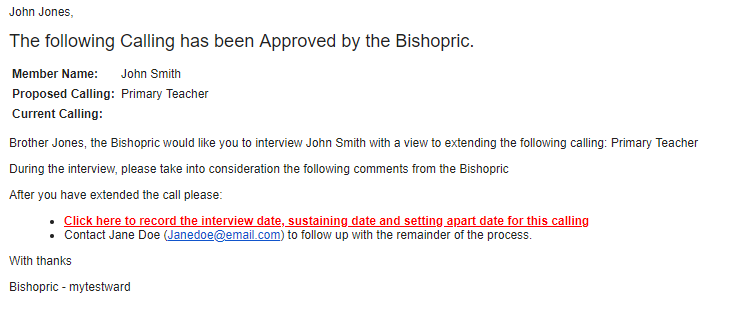 John Jones,
The following Calling has been Approved by the Bishopric.
Member Name: John Smith
Proposed Calling: Primary Teacher
Current Calling:
Brother Jones, the Bishopric would like you to interview John Smith with a view to extending the following calling: Primary Teacher
During the interview, please take into consideration the following comments from the Bishopric
After you have extended the call please:
• Click here to record the interview date, sustaining date and setting apart date for this calling
• Contact Jane Doe (Janedoe@email.com) to follow up with the remainder of the process.
With thanks
Bishopric - mytestward